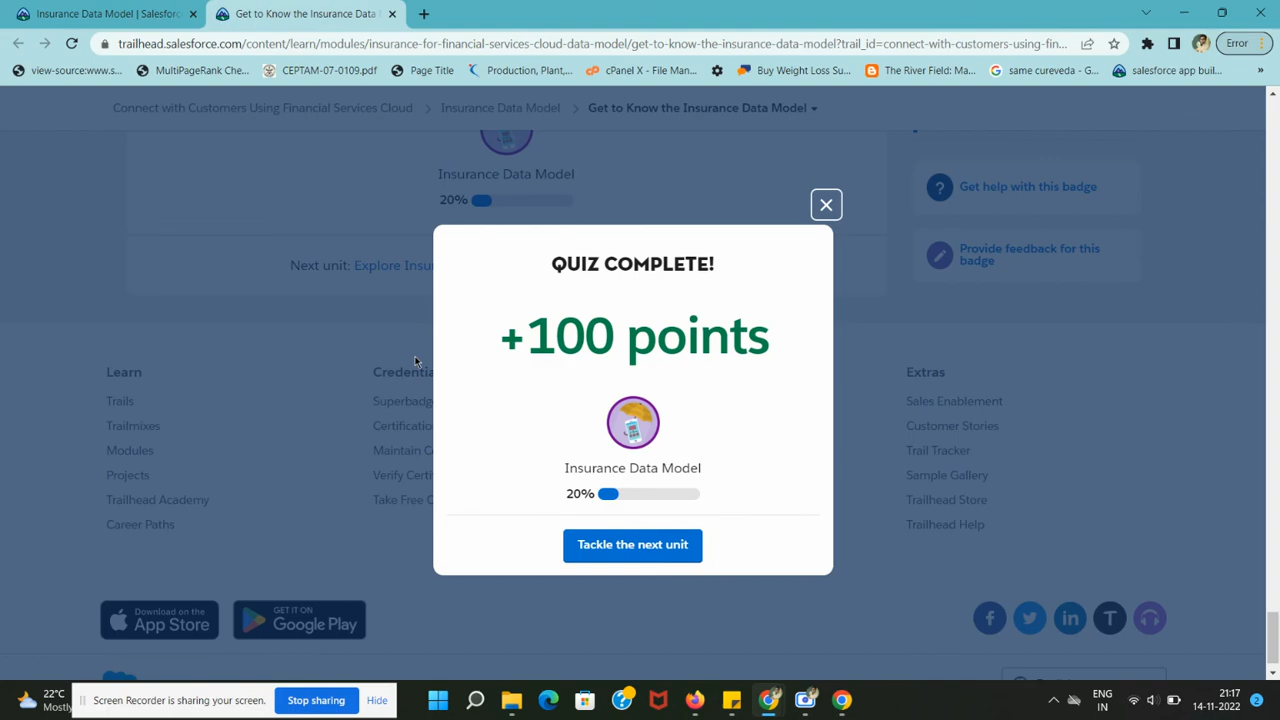 Insurance Data Model | Salesforc
Get to Know the Insurance Data
trailhead.salesforce.com/content/learn/modules/insurance-for-financial-services-cloud-data-model/get-to-know-the-insurance-data-model?trail_id=connect-with-customers-using-fin...
Error
view-source:www.s...
MultiPageRank Che...
CEPTAM-07-0109.pdf
Page Title
Production, Plant,...
cPanel X - File Man...
Buy Weight Loss Su...
The River Field: Ma...
same cureveda - G...
salesforce app buil...
Connect with Customers Using Financial Services Cloud
Insurance Data Model
Get to Know the Insurance Data Model
Insurance Data Model
20%
Next unit: Explore Insur
Get help with this badge
Provide feedback for this
badge
QUIZ COMPLETE!
+100 points
Insurance Data Model
20%
Tackle the next unit
Learn
Trails
Trailmixes
Modules
Projects
Trailhead Academy
Career Paths
Credentia
Superbadg
Certificatio
Maintain C
Verify Certi
Take Free C
Extras
Sales Enablement
Customer Stories
Trail Tracker
Sample Gallery
Trailhead Store
Trailhead Help
Download on the
App Store
GET IT ON
Google Play
22°C
Mostly
Screen Recorder is sharing your screen.
Stop sharing
Hide
ENG
IN
21:17
14-11-2022
2